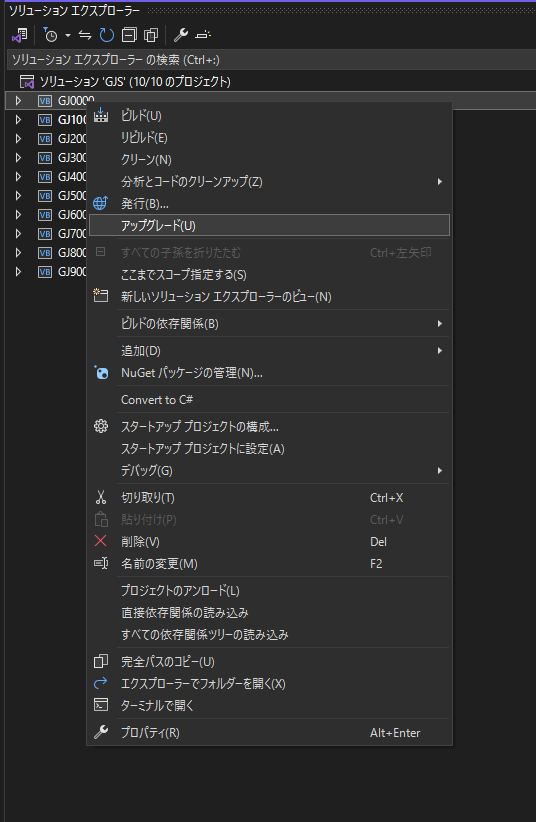 ソリューション エクスプローラー
ソリューション エクスプローラー の検索 (Ctrl+:)
ソリューション 'GJS' (10/10 のプロジェクト)
VB GJ0000
VB GJ100
VB GJ200
VB GJ300
VB GJ400
VB GJ500
VB GJ600
VB GJ700
VB GJ800
VB GJ900
ビルド(U)
リビルド(E)
クリーン(N)
分析とコードのクリーンアップ(Z)
発行(B)...
アップグレード(U)
すべての子孫を折りたたむ Ctrl+左矢印
ここまでスコープ指定する(S)
新しいソリューション エクスプローラーのビュー(N)
ビルドの依存関係(B)
追加(D)
NuGet パッケージの管理(N)...
Convert to C#
スタートアップ プロジェクトの構成...
スタートアップ プロジェクトに設定(A)
デバッグ(G)
切り取り(T) Ctrl+X
貼り付け(P) Ctrl+V
削除(V) Del
名前の変更(M) F2
プロジェクトのアンロード(L)
直接依存関係の読み込み
すべての依存関係ツリーの読み込み
完全パスのコピー(U)
エクスプローラーでフォルダーを開く(X)
ターミナルで開く
プロパティ(R) Alt+Enter